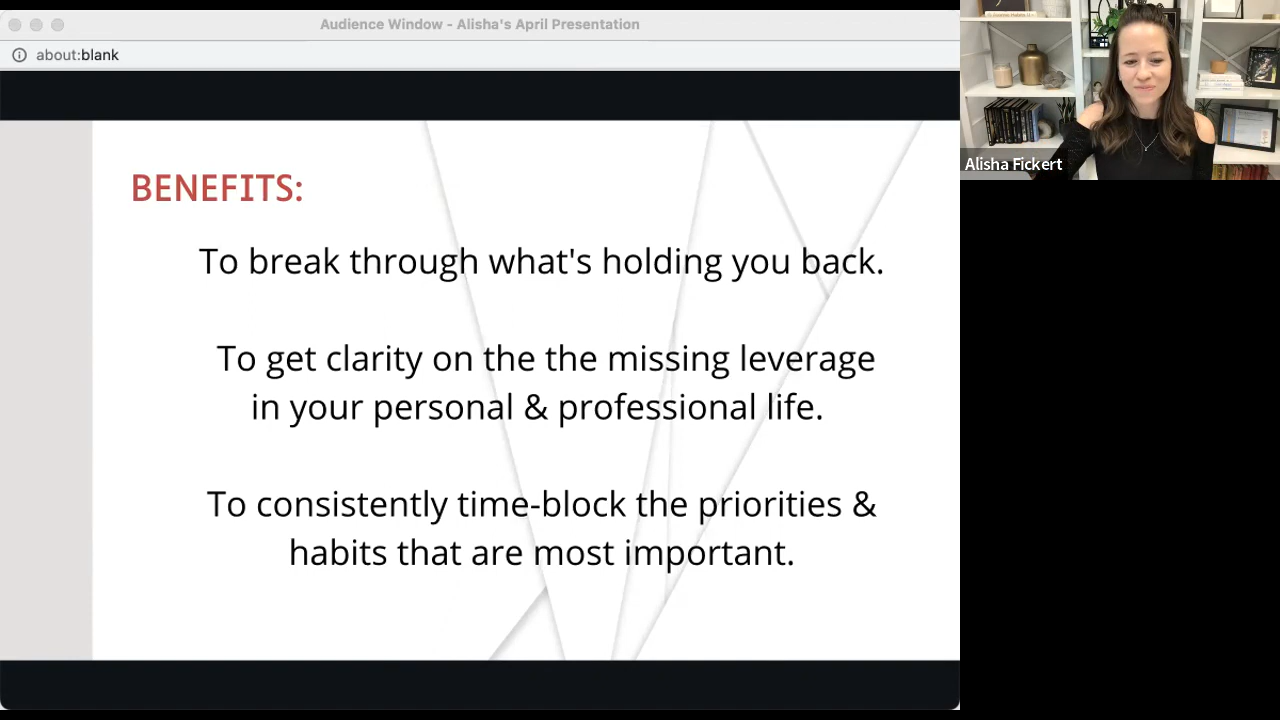 Audience Window - Alisha's April Presentation
about:blank
BENEFITS:
To break through what's holding you back.
To get clarity on the the missing leverage
in your personal & professional life.
To consistently time-block the priorities &
habits that are most important.
Alisha Fickert